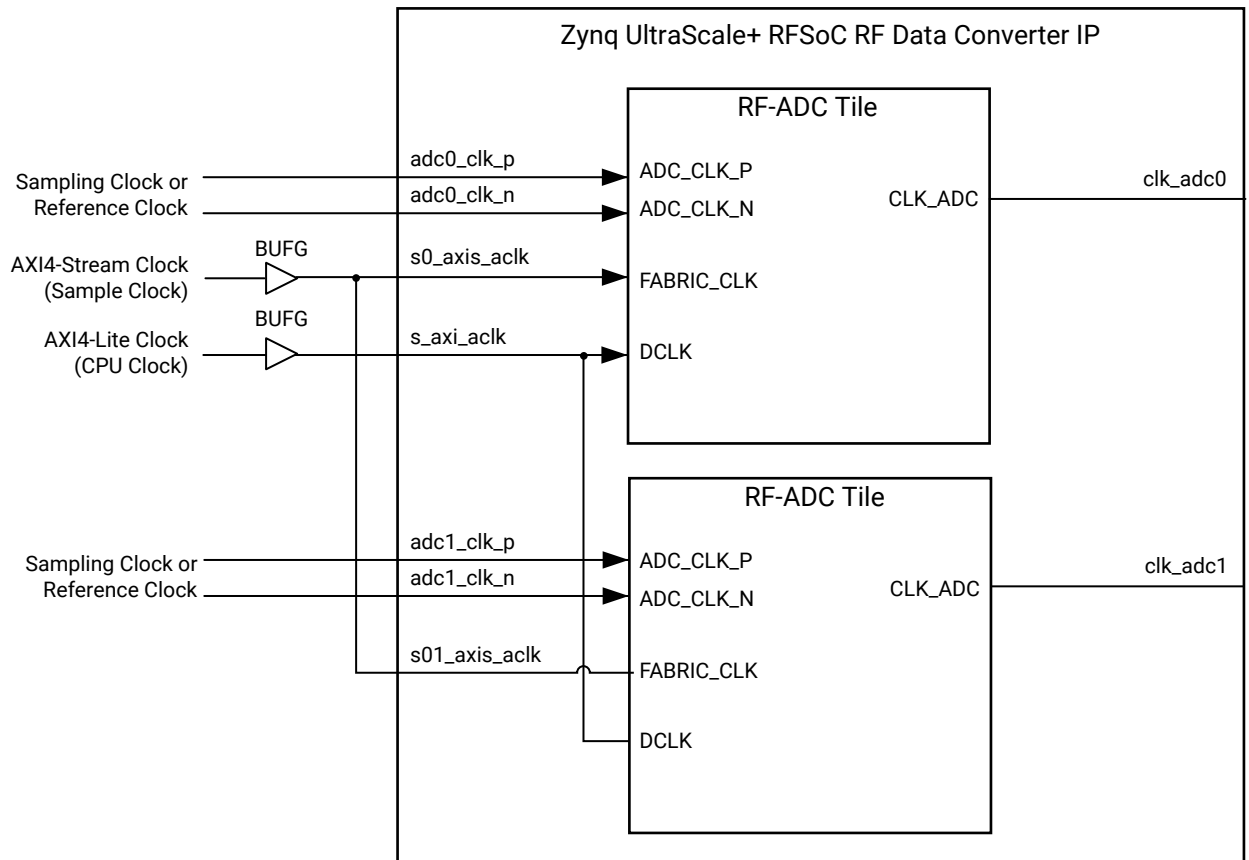 Zynq UltraScale+ RFSoC RF Data Converter IP
RF-ADC Tile
adc0_clk_p
ADC_CLK_P
Sampling Clock or
Reference Clock
adc0_clk_n
ADC_CLK_N
CLK_ADC
clk_adc0
BUFG
AXI4-Stream Clock
(Sample Clock)
s0_axis_aclk
FABRIC_CLK
BUFG
AXI4-Lite Clock
(CPU Clock)
s_axi_aclk
DCLK
RF-ADC Tile
adc1_clk_p
ADC_CLK_P
Sampling Clock or
Reference Clock
adc1_clk_n
ADC_CLK_N
CLK_ADC
clk_adc1
s01_axis_aclk
FABRIC_CLK
DCLK